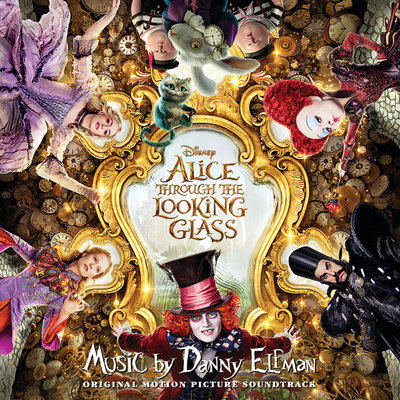 Disney
ALICE
THROUGH THE
LOOKING
GLASS
MUSIC by DANNY ELFMAN
ORIGINAL MOTION PICTURE SOUNDTRACK